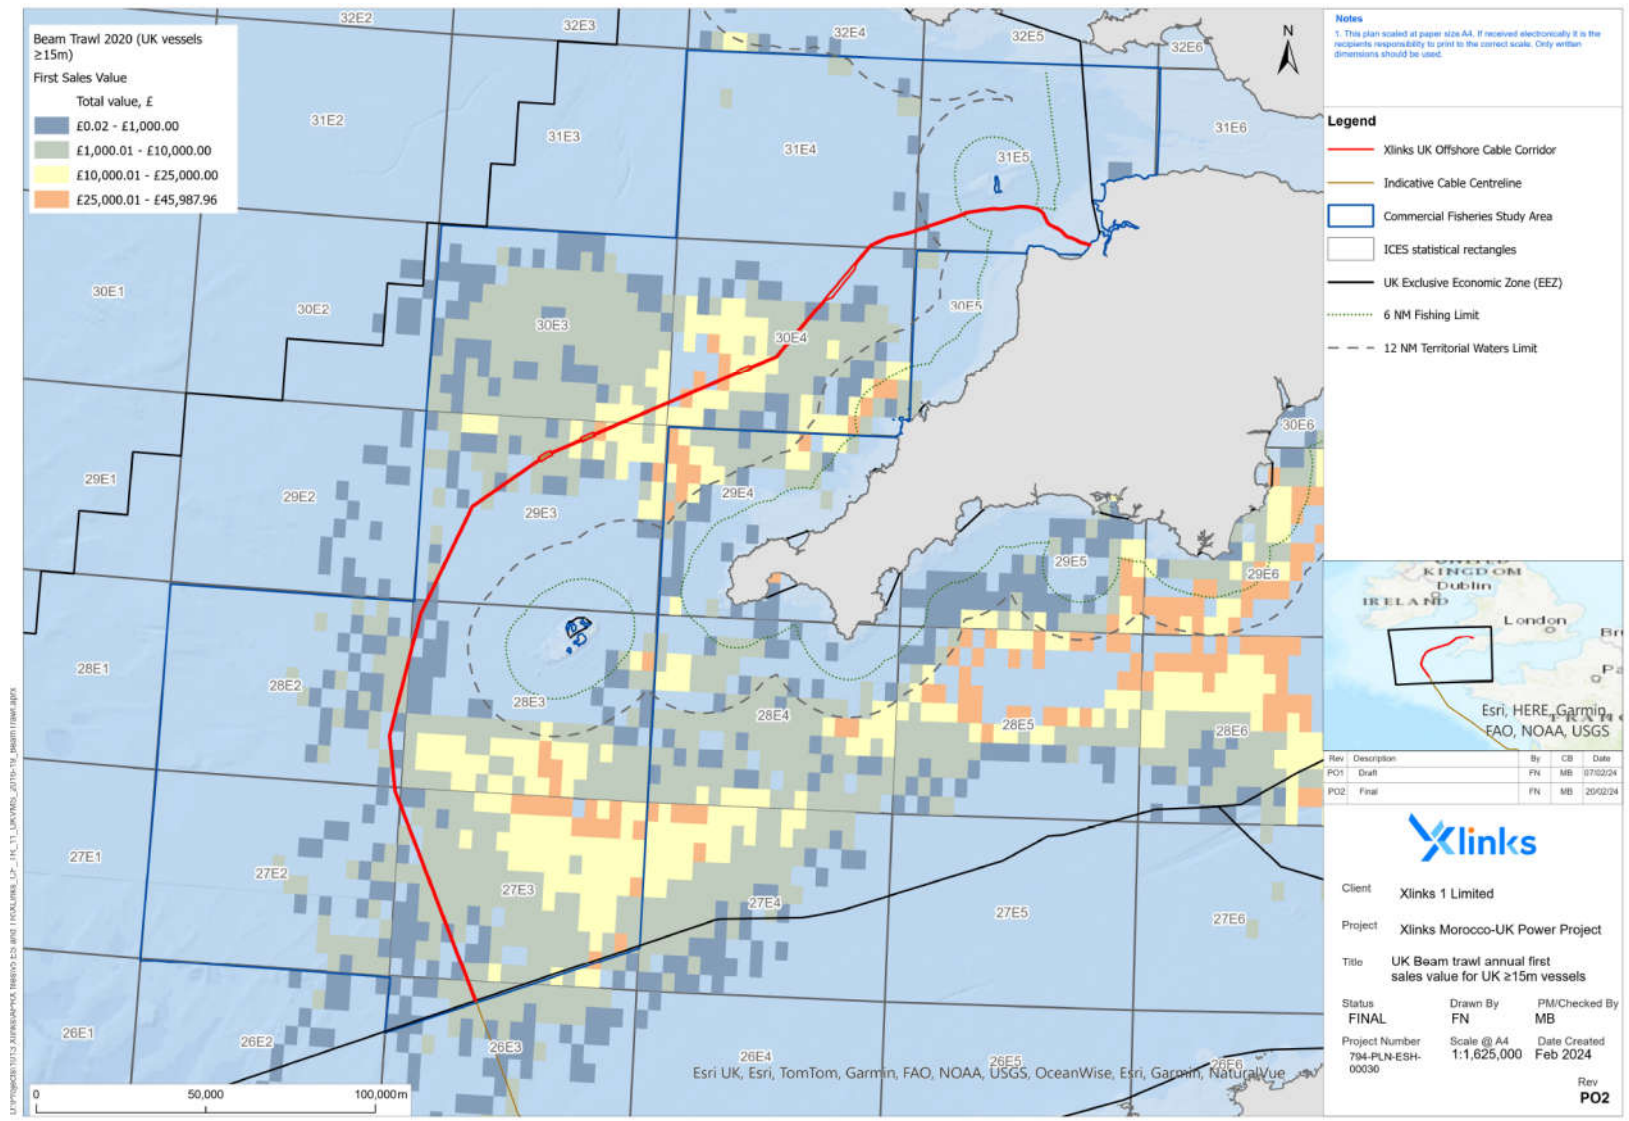 Beam Trawl 2020 (UK vessels
≥15m)
First Sales Value
Total value, £
£0.02 - £1,000.00
£1,000.01 - £10,000.00
£10,000.01 - £25,000.00
£25,000.01 - £45,987.96
32E2
32E3
32E4
32E5
32E6
N
31E2
31E3
31E4
31E5
31E6
30E1
30E2
30E3
30E4
30E5
30E6
29E1
29E2
29E3
29E4
29E5
29E6
28E1
28E2
28E3
28E4
28E5
28E6
27E1
27E2
27E3
27E4
27E5
27E6
26E1
26E2
26E3
26E4
26E5
26E6
Esri UK, Esri, TomTom, Garmin, FAO, NOAA, USGS, OceanWise, Esri, Garmin, NaturalVue
0 50,000 100,000m
Notes
1. This plan scaled at paper size A4. If received electronically it is the
recipients responsibility to print to the correct scale. Only written
dimensions should be used.
Legend
Xlinks UK Offshore Cable Corridor
Indicative Cable Centreline
Commercial Fisheries Study Area
ICES statistical rectangles
UK Exclusive Economic Zone (EEZ)
6 NM Fishing Limit
12 NM Territorial Waters Limit
KINGDOM
Dublin
IRELAND
London
Esri, HERE, Garmin,
FAO, NOAA, USGS
Rev Description By CB Date
PO1 Draft FN MB 07/02/24
PO2 Final FN MB 20/02/24
Xlinks
Client Xlinks 1 Limited
Project Xlinks Morocco-UK Power Project
Title UK Beam trawl annual first
sales value for UK ≥15m vessels
Status Drawn By PM/Checked By
FINAL FN MB
Project Number Scale @ A4 Date Created
794-PLN-ESH-
00030 1:1,625,000 Feb 2024
Rev
PO2